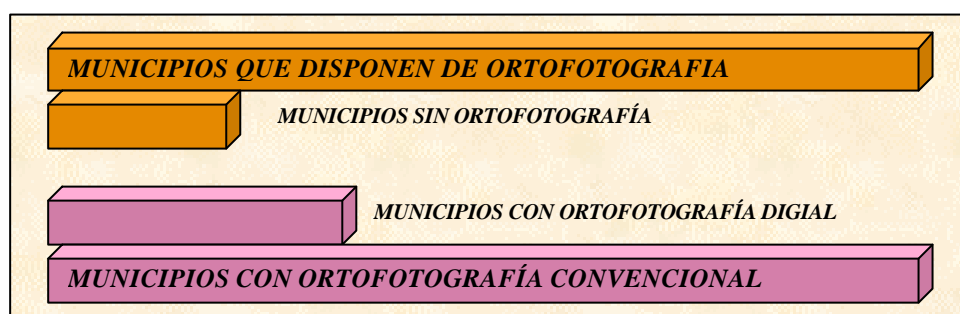 MUNICIPIOS QUE DISPONEN DE ORTOFOTOGRAFIA
MUNICIPIOS SIN ORTOFOTOGRAFÍA
MUNICIPIOS CON ORTOFOTOGRAFÍA DIGIAL
MUNICIPIOS CON ORTOFOTOGRAFÍA CONVENCIONAL